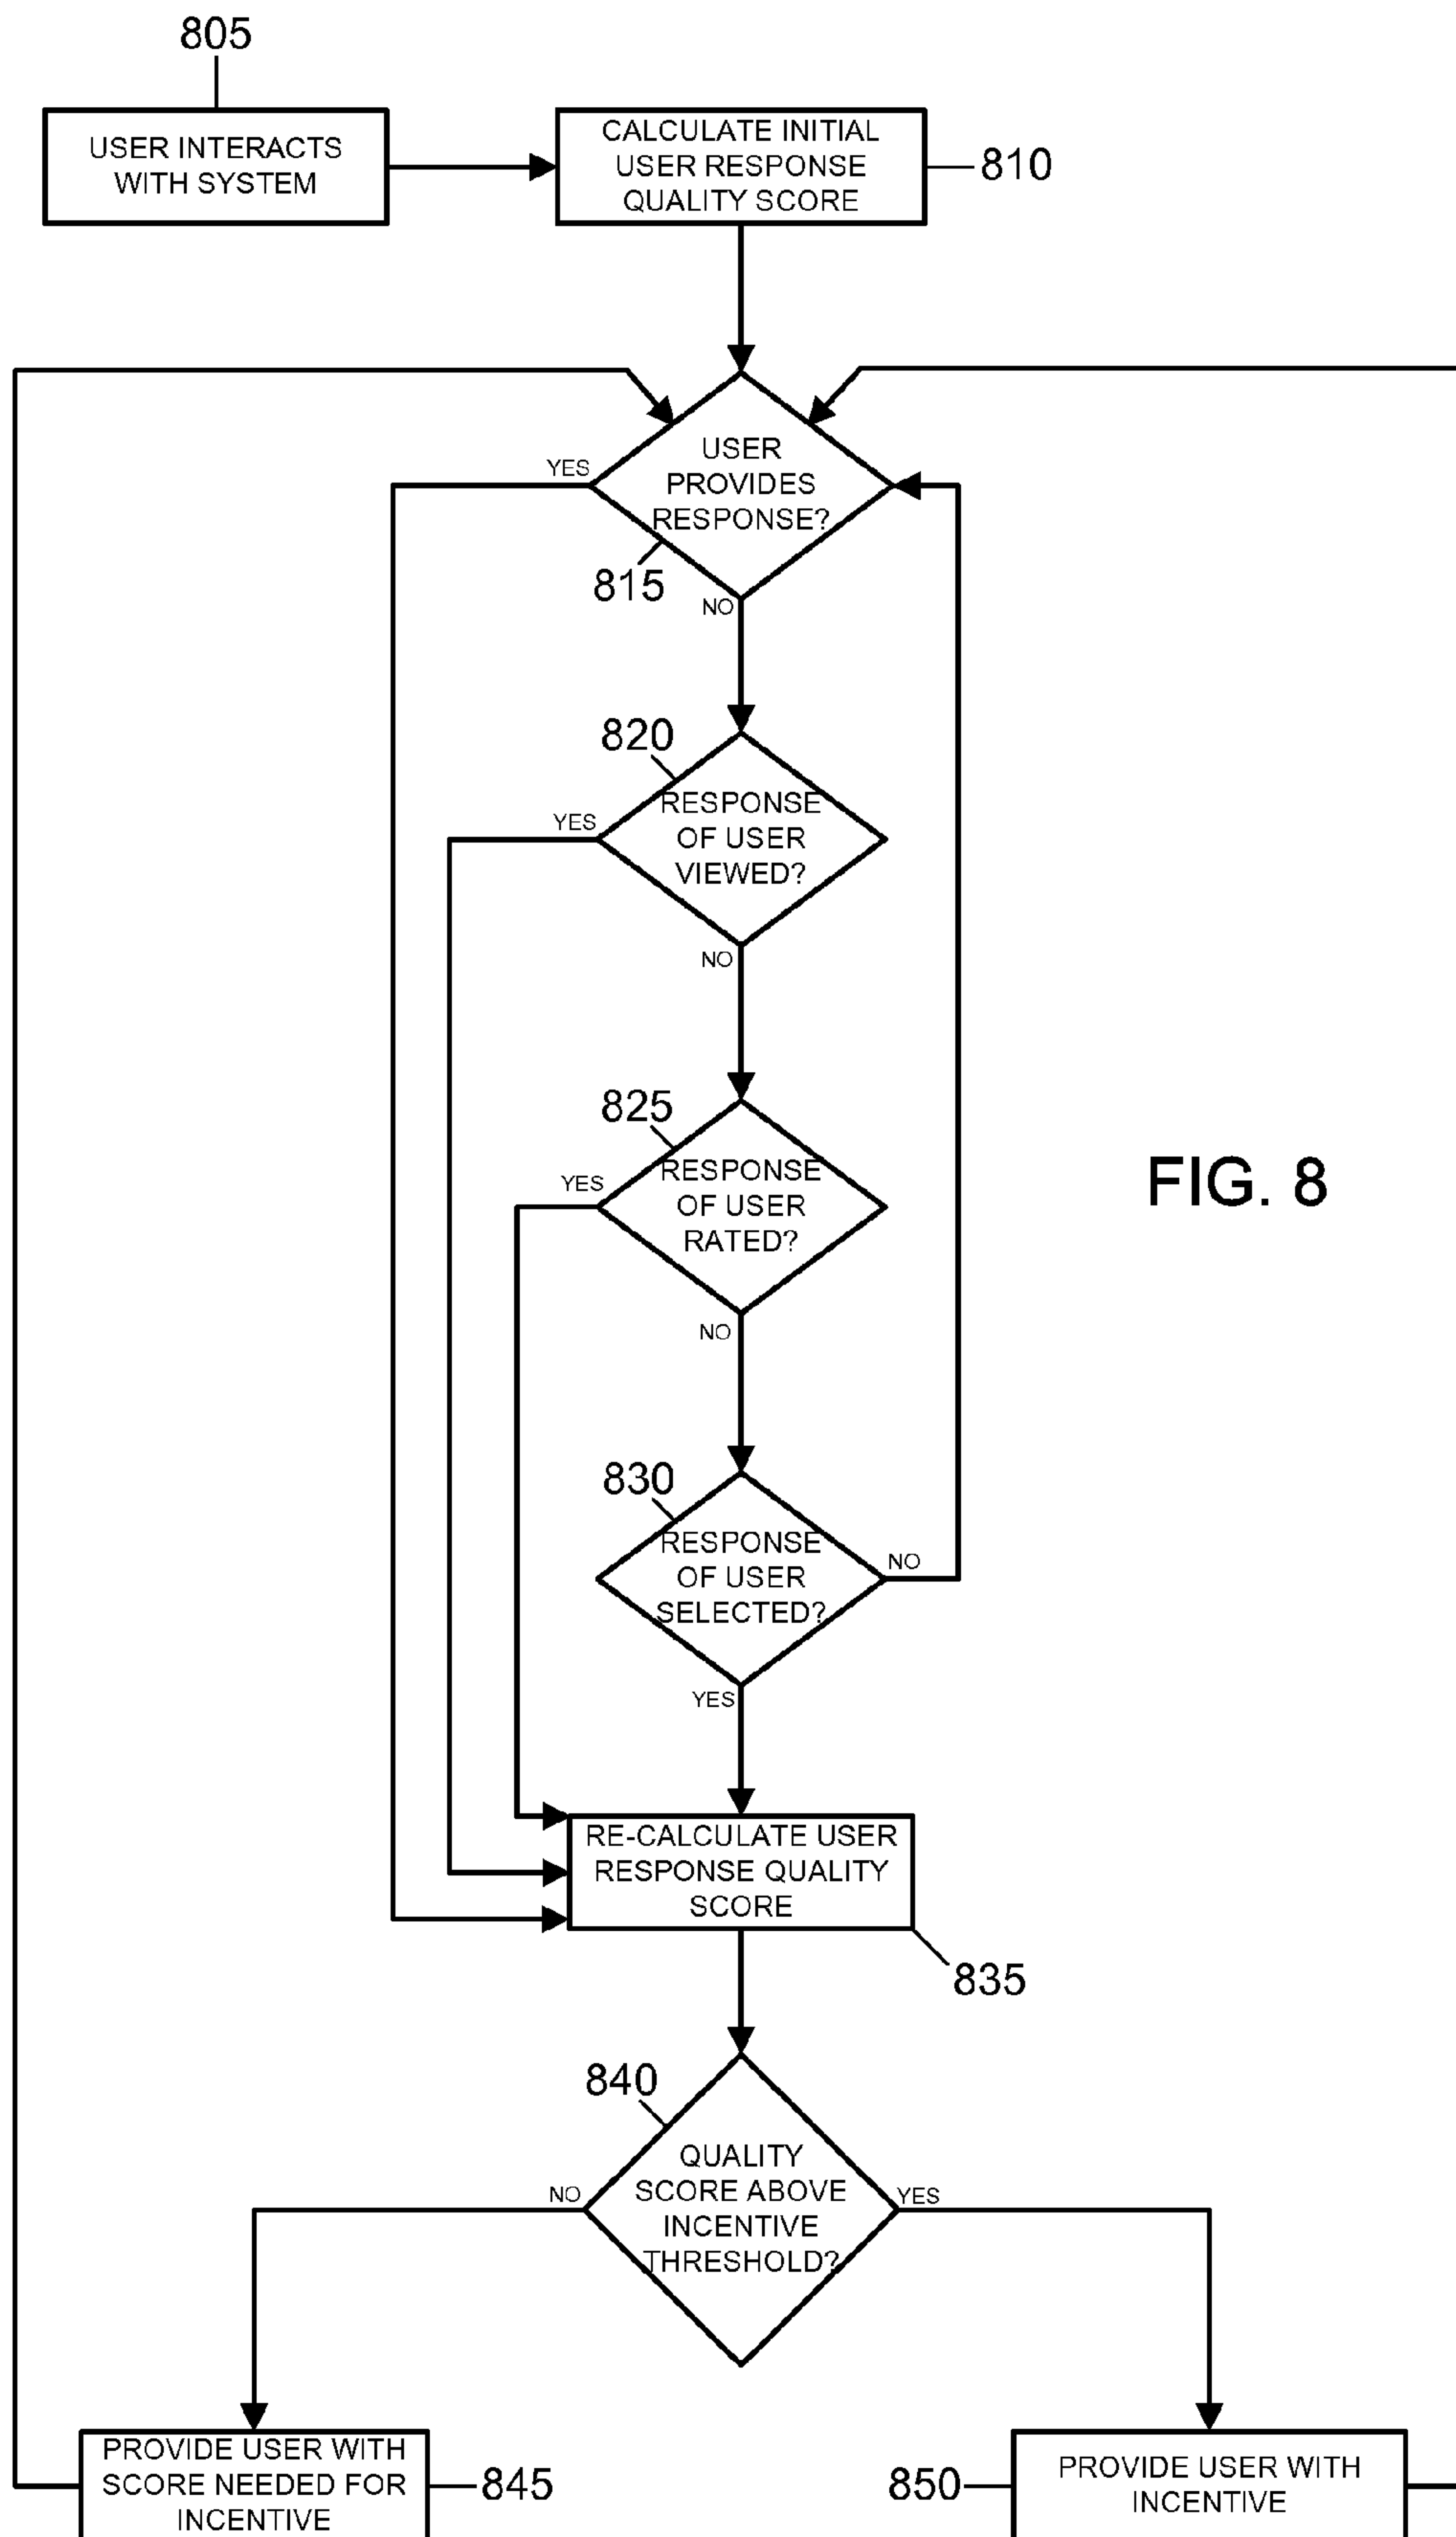 805
USER INTERACTS
WITH SYSTEM
CALCULATE INITIAL
USER RESPONSE
QUALITY SCORE
810
USER
PROVIDES
RESPONSE?
YES
815
NO
820
RESPONSE
OF USER
VIEWED?
YES
NO
825
RESPONSE
OF USER
RATED?
YES
NO
FIG. 8
830
RESPONSE
OF USER
SELECTED?
NO
YES
RE-CALCULATE USER
RESPONSE QUALITY
SCORE
835
840
QUALITY
SCORE ABOVE
INCENTIVE
THRESHOLD?
NO
YES
PROVIDE USER WITH
SCORE NEEDED FOR
INCENTIVE
845
850
PROVIDE USER WITH
INCENTIVE